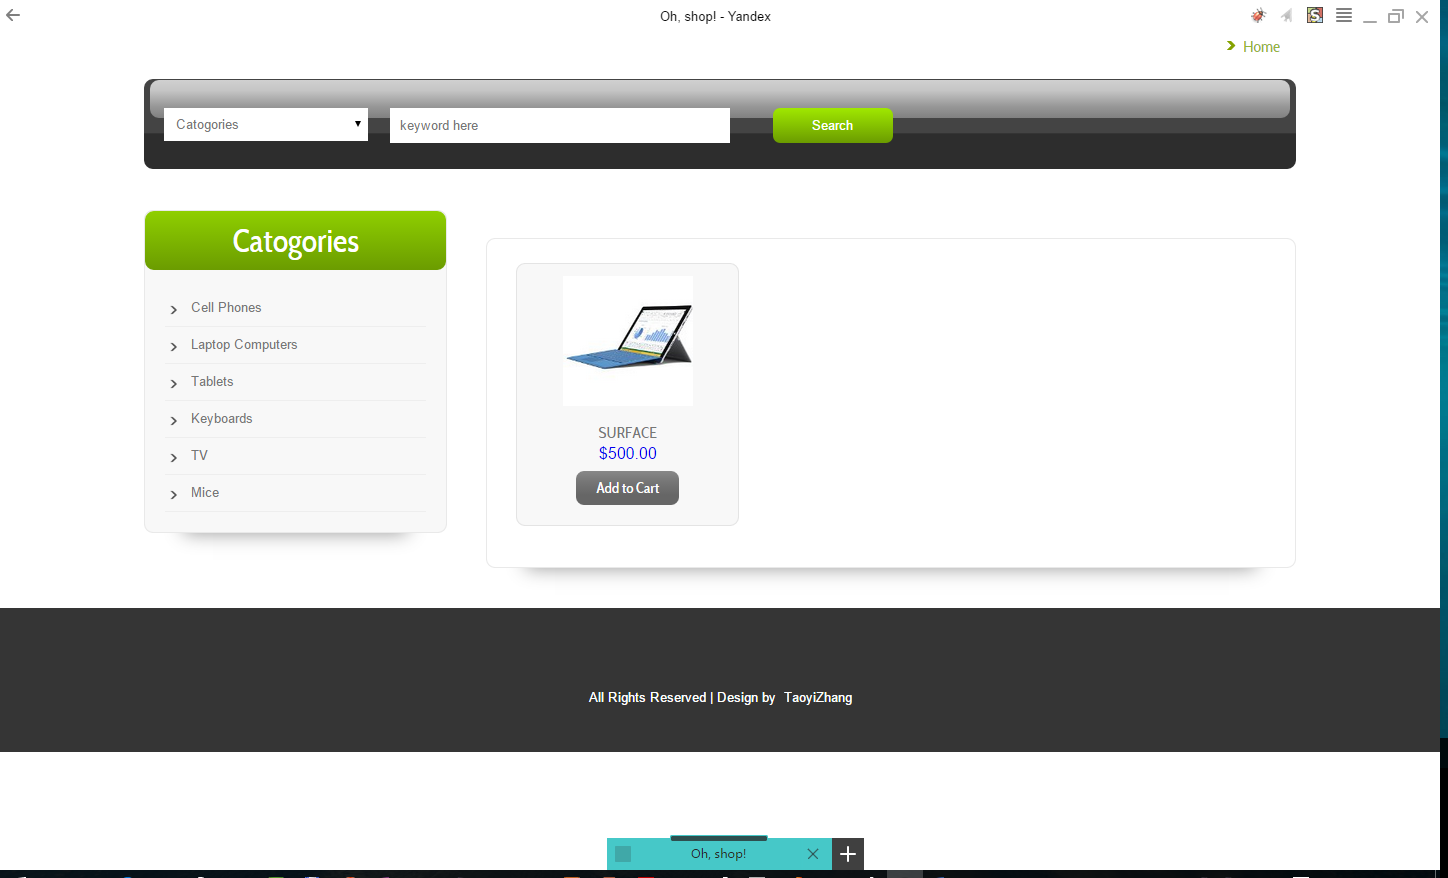 Oh, shop! - Yandex
Home
Catogories
keyword here
Search
Catogories
Cell Phones
Laptop Computers
Tablets
Keyboards
TV
Mice
SURFACE
$500.00
Add to Cart
All Rights Reserved | Design by TaoyiZhang
Oh, shop!